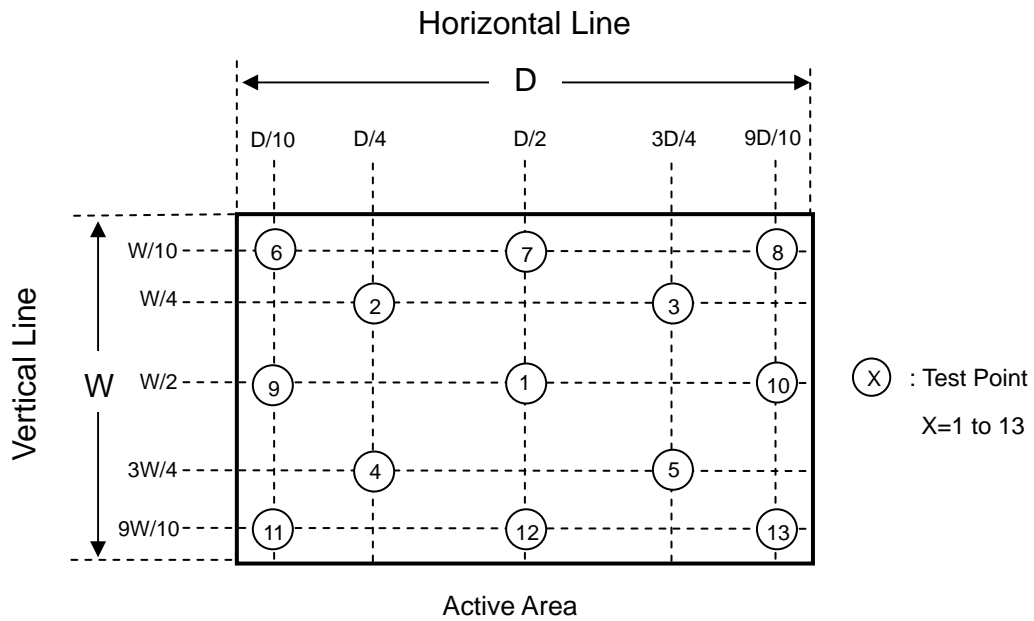 Horizontal Line
D
D/10 D/4 D/2 3D/4 9D/10
W/10 6 7 8
W/4 2 3
Vertical Line
W
W/2 9 1 10
X : Test Point
X=1 to 13
3W/4 4 5
9W/10 11 12 13
Active Area